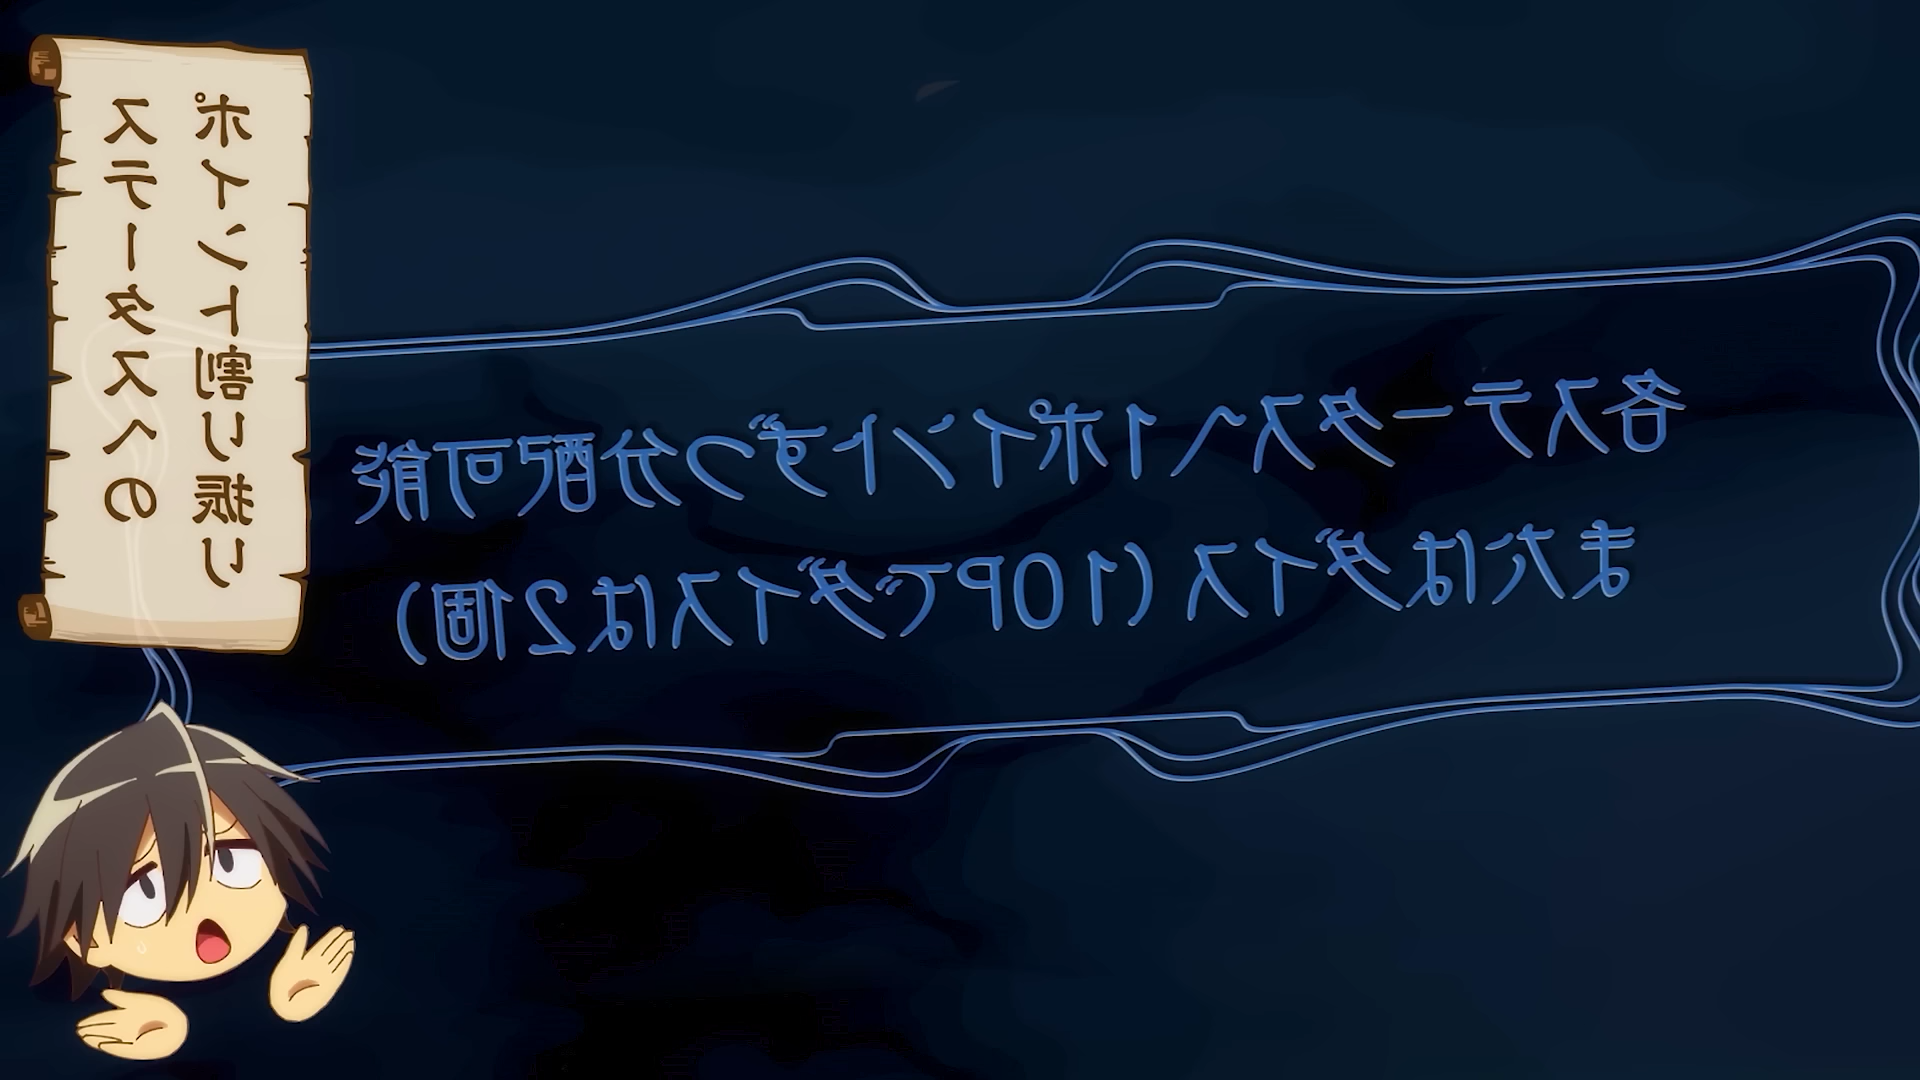 ステータスへの
ポイント割り振り
各ステータスへ1ポイントずつ分配可能
またはダイス(10Pでダイスは2個)